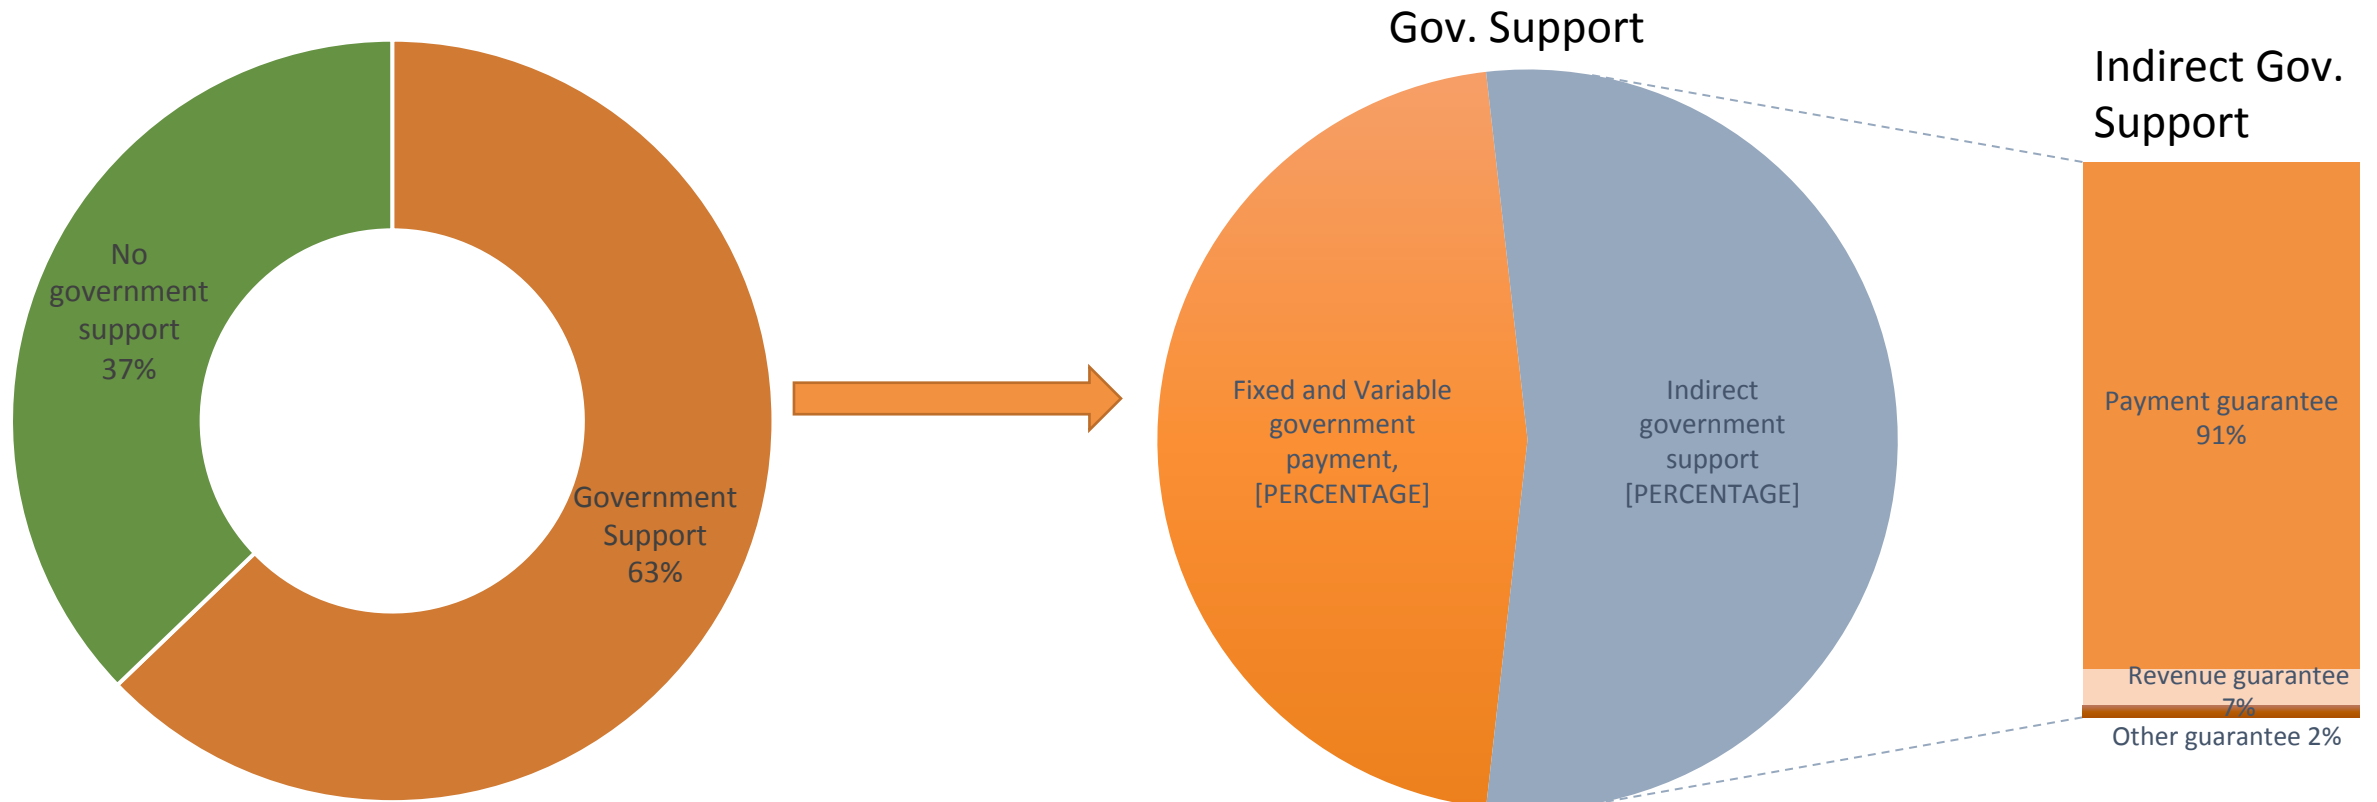 No
government
support
37%
Government
Support
63%
Gov. Support
Fixed and Variable
government
payment,
[PERCENTAGE]
Indirect
government
support
[PERCENTAGE]
Indirect Gov.
Support
Payment guarantee
91%
Revenue guarantee
7%
Other guarantee 2%